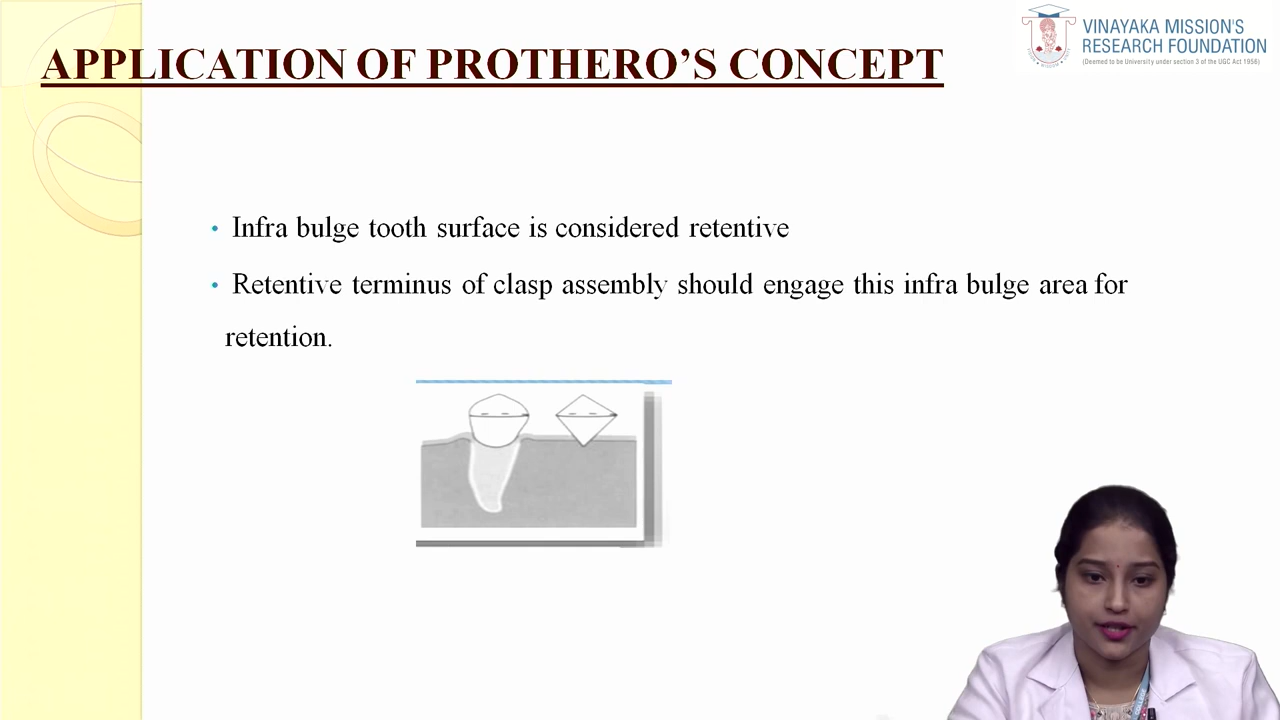 APPLICATION OF PROTHERO'S CONCEPT
VINAYAKA MISSION'S
RESEARCH FOUNDATION
(Deemed to be University under section 3 of the UGC Act 1956)
• Infra bulge tooth surface is considered retentive
• Retentive terminus of clasp assembly should engage this infra bulge area for
retention.